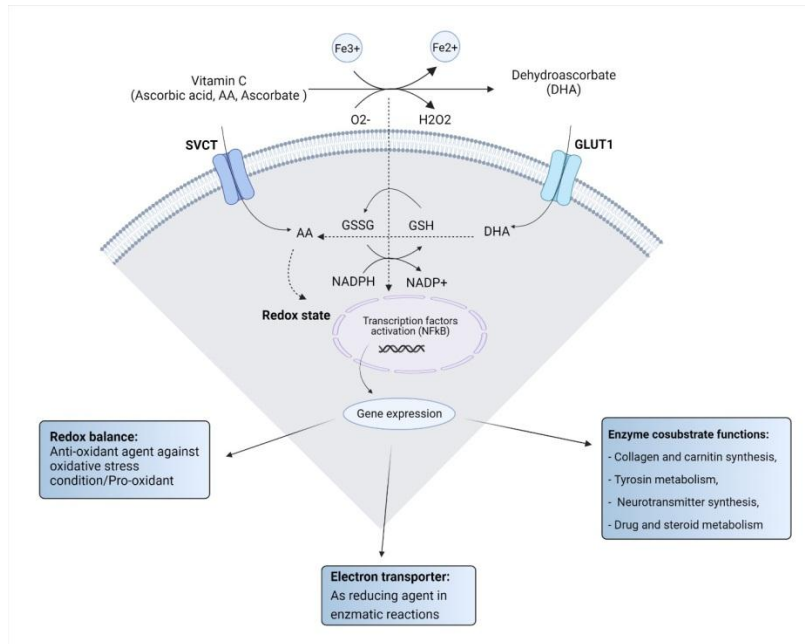 Fe3+
Fe2+
Vitamin C
(Ascorbic acid, AA, Ascorbate )
Dehydroascorbate
(DHA)
O2-
H2O2
SVCT
GLUT1
GSSG
GSH
AA
DHA
NADPH
NADP+
Redox state
Transcription factors
activation (NFkB)
Gene expression
Redox balance:
Anti-oxidant agent against
oxidative stress
condition/Pro-oxidant
Enzyme cosubstrate functions:
- Collagen and carnitin synthesis,
- Tyrosin metabolism,
- Neurotransmitter synthesis,
- Drug and steroid metabolism
Electron transporter:
As reducing agent in
enzmatic reactions